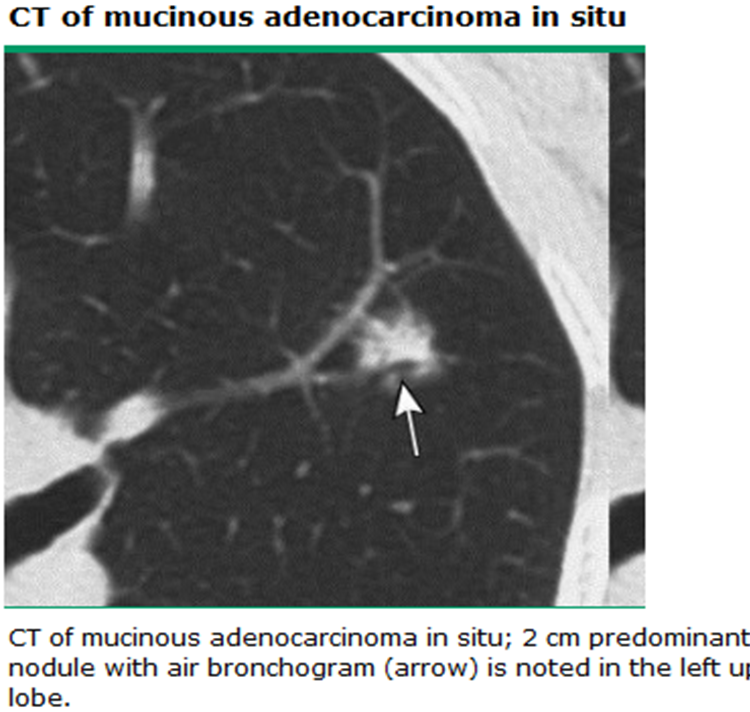 CT of mucinous adenocarcinoma in situ
CT of mucinous adenocarcinoma in situ; 2 cm predominant
nodule with air bronchogram (arrow) is noted in the left up
lobe.